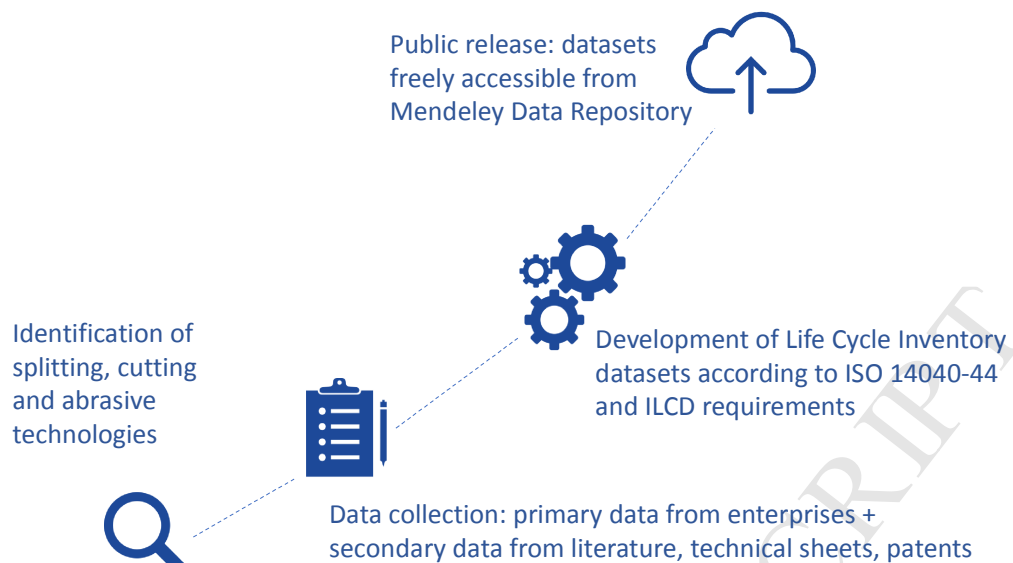 Public release: datasets
freely accessible from
Mendeley Data Repository
Identification of
splitting, cutting
and abrasive
technologies
Development of Life Cycle Inventory
datasets according to ISO 14040-44
and ILCD requirements
Data collection: primary data from enterprises +
secondary data from literature, technical sheets, patents
CRIPT